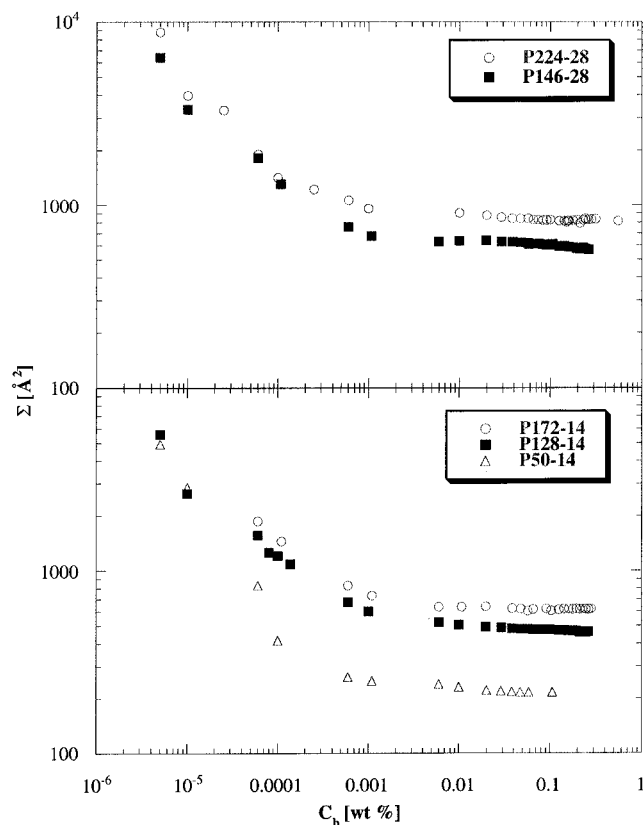 10⁴
P224-28
P146-28
1000
100
Σ [Å²]
P172-14
P128-14
P50-14
1000
100
10⁻⁶ 10⁻⁵ 0.0001 0.001 0.01 0.1 1
C_b [wt %]